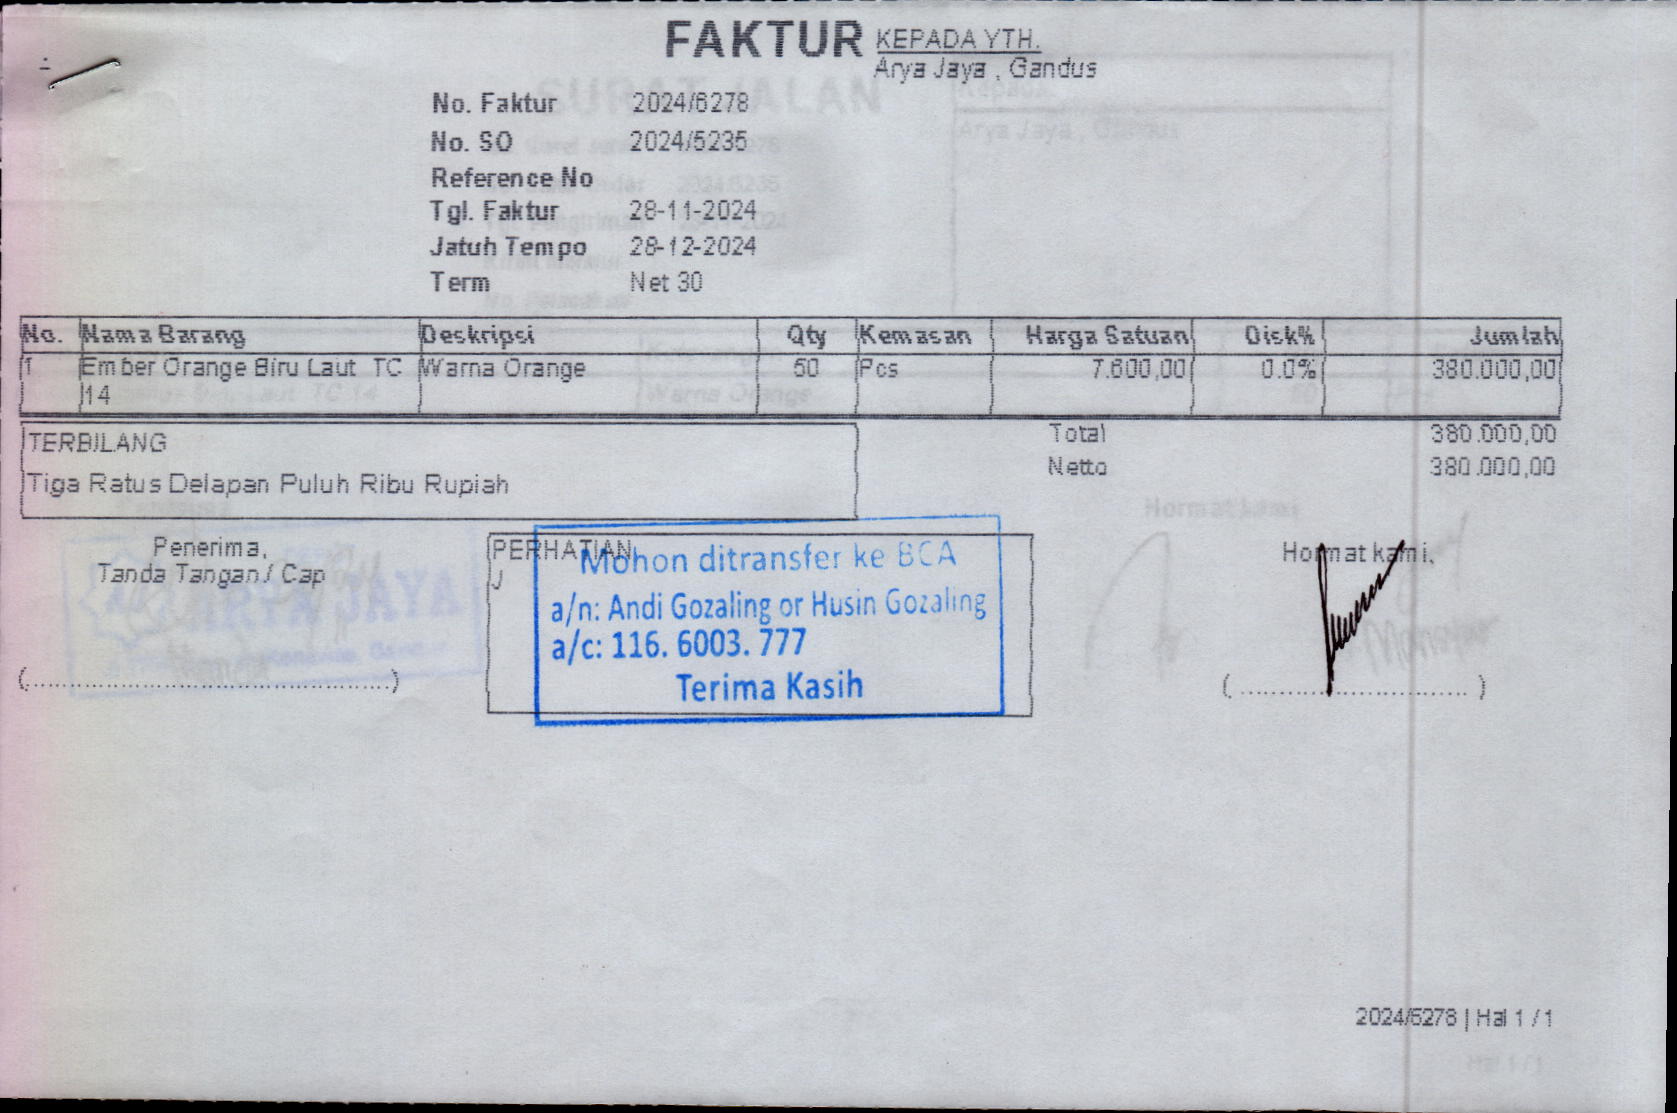 FAKTUR
KEPADA YTH.
Arya Jaya , Gandus
No. Faktur 2024/6278
No. SO 2024/5235
Reference No
Tgl. Faktur 28-11-2024
Jatuh Tempo 28-12-2024
Term Net 30
No. Nama Barang Deskripsi Qty Kemasan Harga Satuan Disk% Jumlah
1 Ember Orange Biru Laut TC Warna Orange 50 Pcs 7.600,00 0.0% 380.000,00
14
TERBILANG
Tiga Ratus Delapan Puluh Ribu Rupiah
Total 380.000,00
Netto 380.000,00
Penerima,
Tanda Tangan / Cap
(............................................)
PERHATIAN
Mohon ditransfer ke BCA
a/n: Andi Gozaling or Husin Gozaling
a/c: 116. 6003. 777
Terima Kasih
Hormat kami,
( ............................ )
2024/6278 | Hal 1 / 1